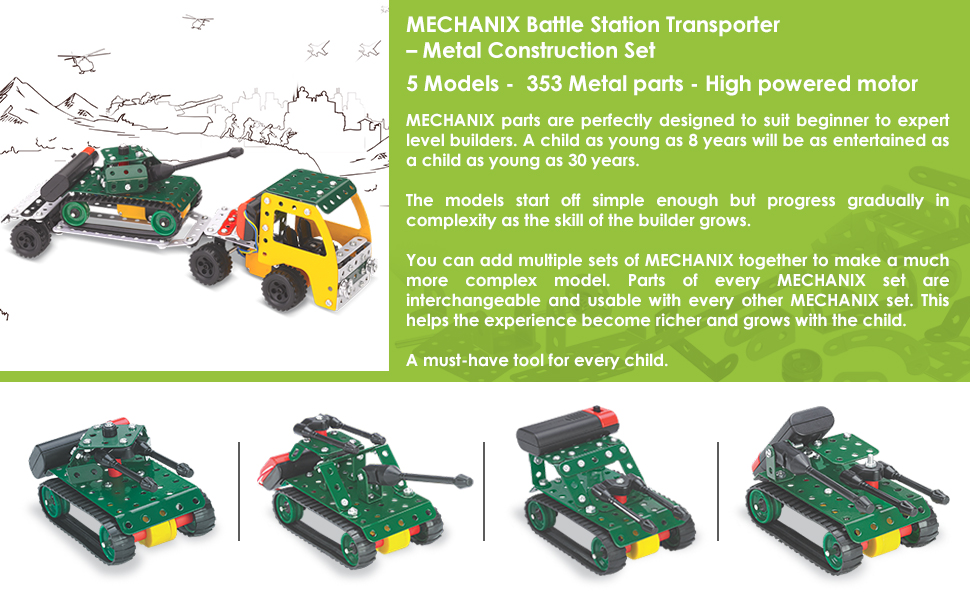 MECHANIX Battle Station Transporter
– Metal Construction Set
5 Models - 353 Metal parts - High powered motor
MECHANIX parts are perfectly designed to suit beginner to expert
level builders. A child as young as 8 years will be as entertained as
a child as young as 30 years.
The models start off simple enough but progress gradually in
complexity as the skill of the builder grows.
You can add multiple sets of MECHANIX together to make a much
more complex model. Parts of every MECHANIX set are
interchangeable and usable with every other MECHANIX set. This
helps the experience become richer and grows with the child.
A must-have tool for every child.